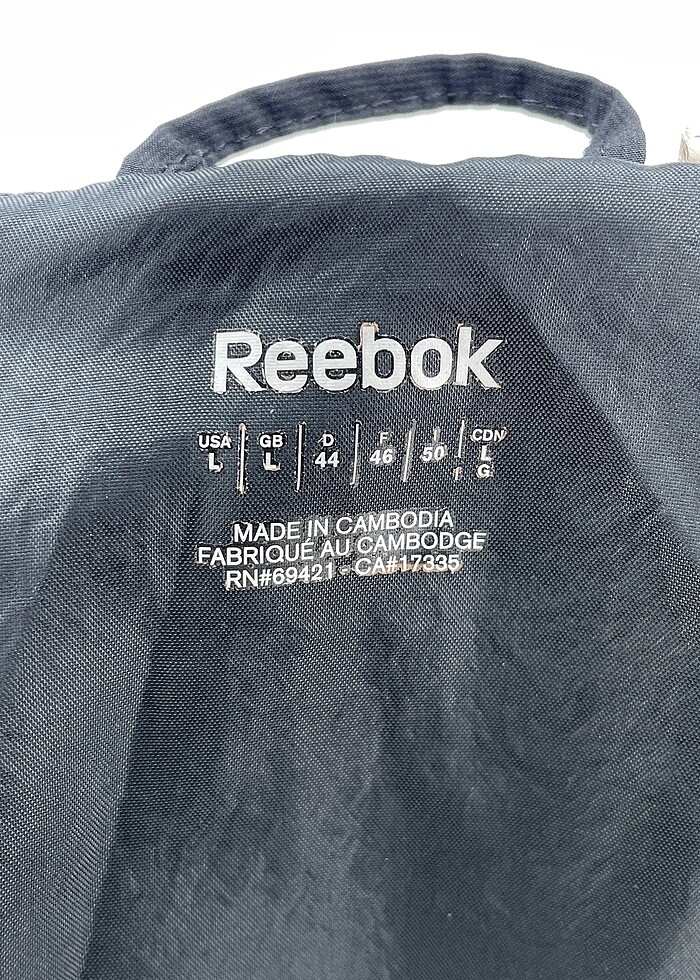 Reebok
USA GB D F I CDN
L L 44 46 50 L
G
MADE IN CAMBODIA
FABRIQUÉ AU CAMBODGE
RN#69421 - CA#17335